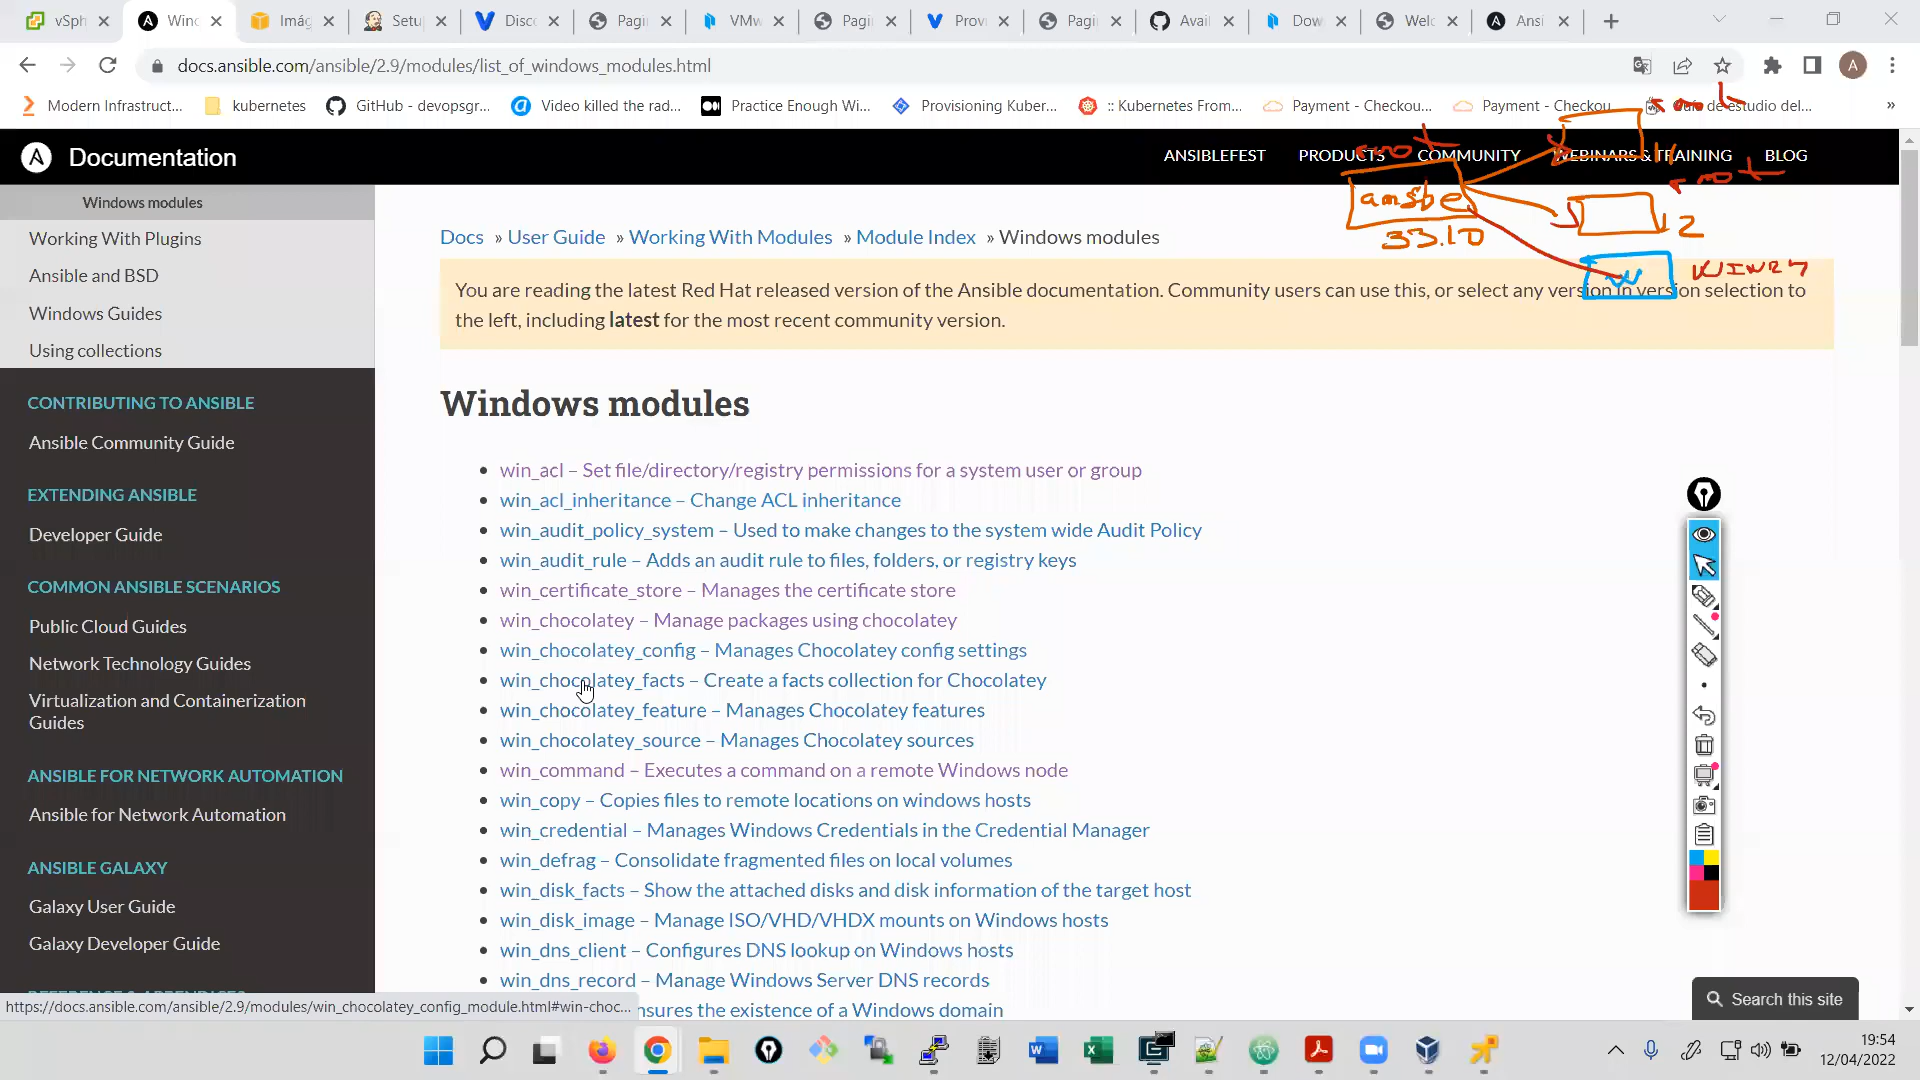 vSph
Winc
Imág
Setu
Disc
Pagin
VMw
Pagin
Provi
Pagin
Avail
Dow
Welc
Ansi
docs.ansible.com/ansible/2.9/modules/list_of_windows_modules.html
A
Modern Infrastruct...
kubernetes
GitHub - devopsgr...
Video killed the rad...
Practice Enough Wi...
Provisioning Kuber...
:: Kubernetes From...
Payment - Checkou...
Payment - Checkou
Guía de estudio del...
»
Documentation
ANSIBLEFEST
PRODUCTS
COMMUNITY
WEBINARS & TRAINING
BLOG
11
12
33.10
W
Windows modules
Working With Plugins
Ansible and BSD
Windows Guides
Using collections
CONTRIBUTING TO ANSIBLE
Ansible Community Guide
EXTENDING ANSIBLE
Developer Guide
COMMON ANSIBLE SCENARIOS
Public Cloud Guides
Network Technology Guides
Virtualization and Containerization
Guides
ANSIBLE FOR NETWORK AUTOMATION
Ansible for Network Automation
ANSIBLE GALAXY
Galaxy User Guide
Galaxy Developer Guide
REFERENCE & APPENDICES
Docs » User Guide » Working With Modules » Module Index » Windows modules
You are reading the latest Red Hat released version of the Ansible documentation. Community users can use this, or select any version in version selection to
the left, including latest for the most recent community version.
Windows modules
win_acl – Set file/directory/registry permissions for a system user or group
win_acl_inheritance – Change ACL inheritance
win_audit_policy_system – Used to make changes to the system wide Audit Policy
win_audit_rule – Adds an audit rule to files, folders, or registry keys
win_certificate_store – Manages the certificate store
win_chocolatey – Manage packages using chocolatey
win_chocolatey_config – Manages Chocolatey config settings
win_chocolatey_facts – Create a facts collection for Chocolatey
win_chocolatey_feature – Manages Chocolatey features
win_chocolatey_source – Manages Chocolatey sources
win_command – Executes a command on a remote Windows node
win_copy – Copies files to remote locations on windows hosts
win_credential – Manages Windows Credentials in the Credential Manager
win_defrag – Consolidate fragmented files on local volumes
win_disk_facts – Show the attached disks and disk information of the target host
win_disk_image – Manage ISO/VHD/VHDX mounts on Windows hosts
win_dns_client – Configures DNS lookup on Windows hosts
win_dns_record – Manage Windows Server DNS records
nsures the existence of a Windows domain
Search this site
https://docs.ansible.com/ansible/2.9/modules/win_chocolatey_config_module.html#win-choc...
19:54
12/04/2022